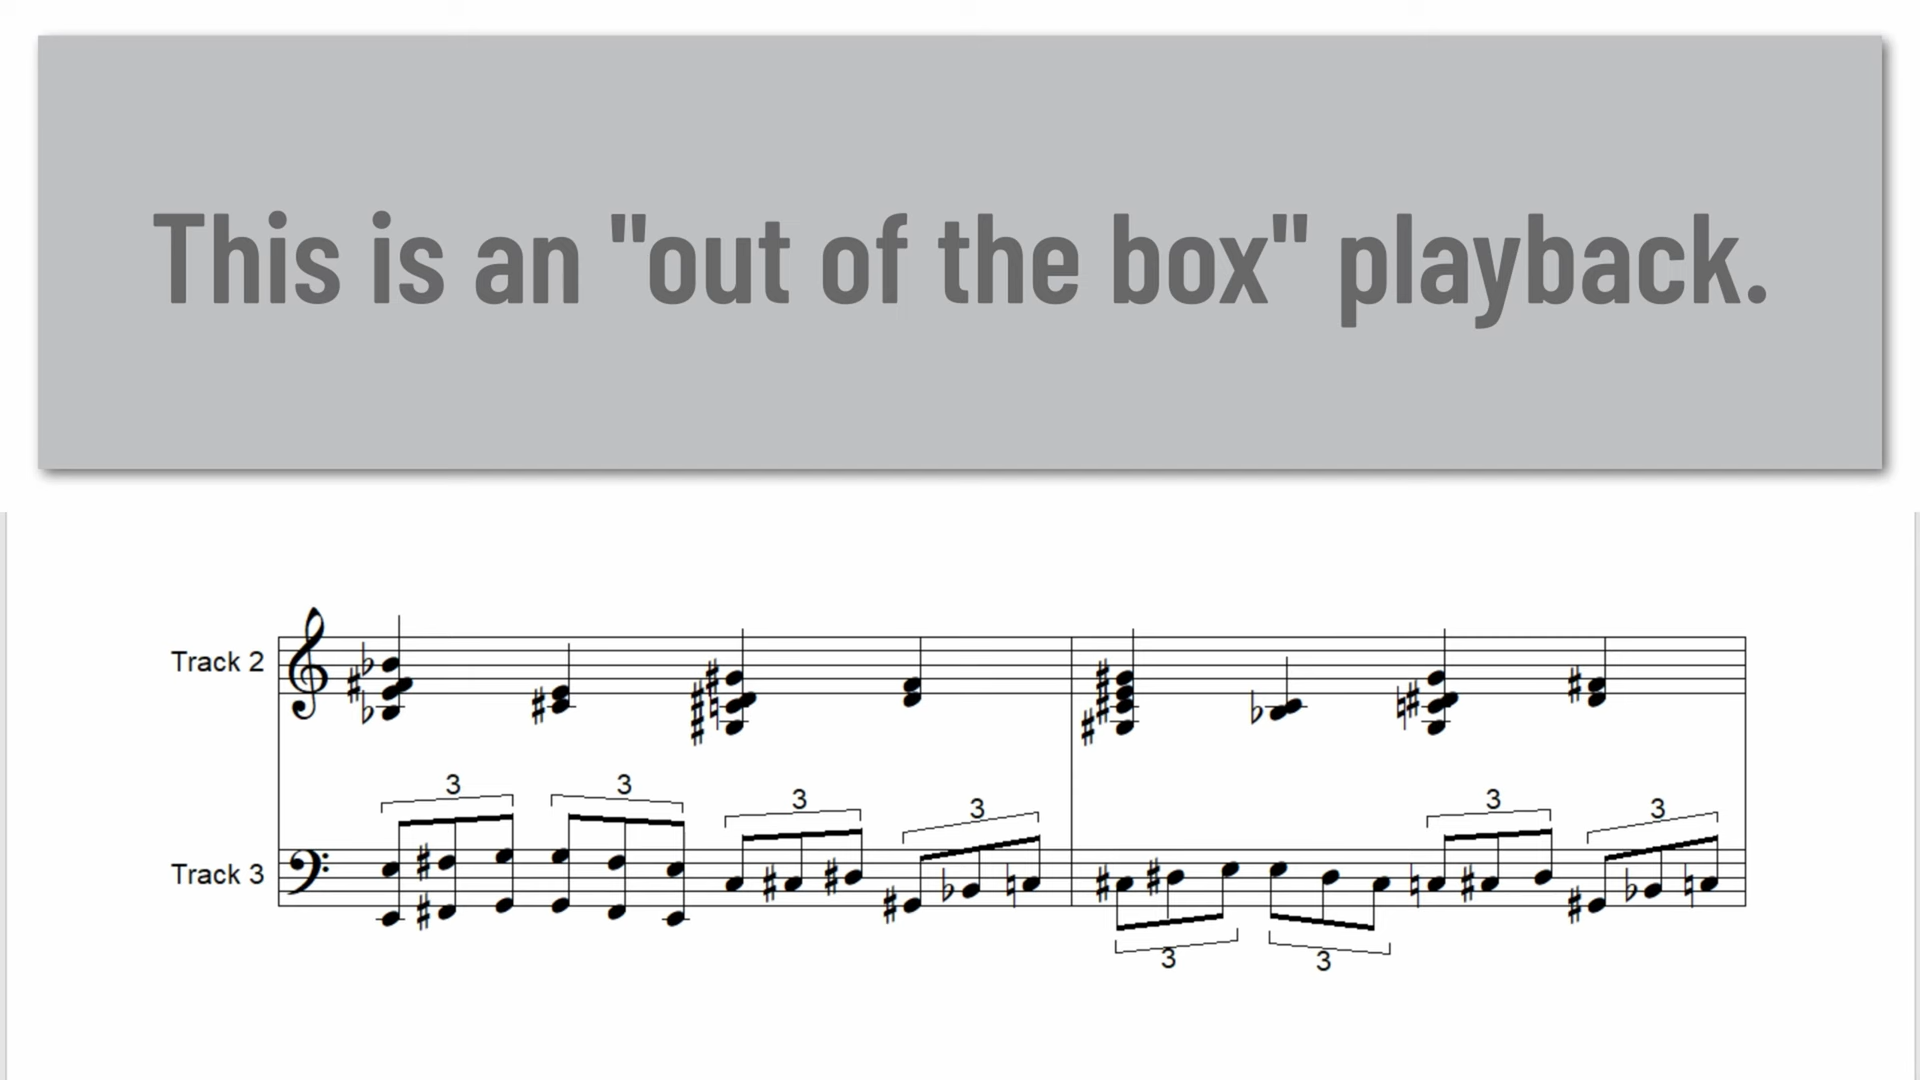 This is an "out of the box" playback.
Track 2
3 3 3 3 3 3
Track 3
3 3